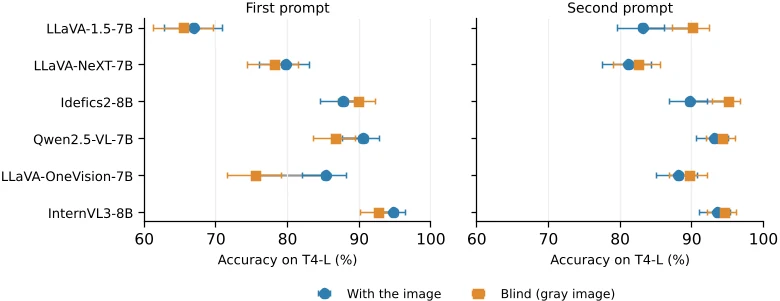 First prompt
Second prompt
LLaVA-1.5-7B
LLaVA-NeXT-7B
Idefics2-8B
Qwen2.5-VL-7B
LLaVA-OneVision-7B
InternVL3-8B
60 70 80 90 100
60 70 80 90 100
Accuracy on T4-L (%)
Accuracy on T4-L (%)
With the image
Blind (gray image)